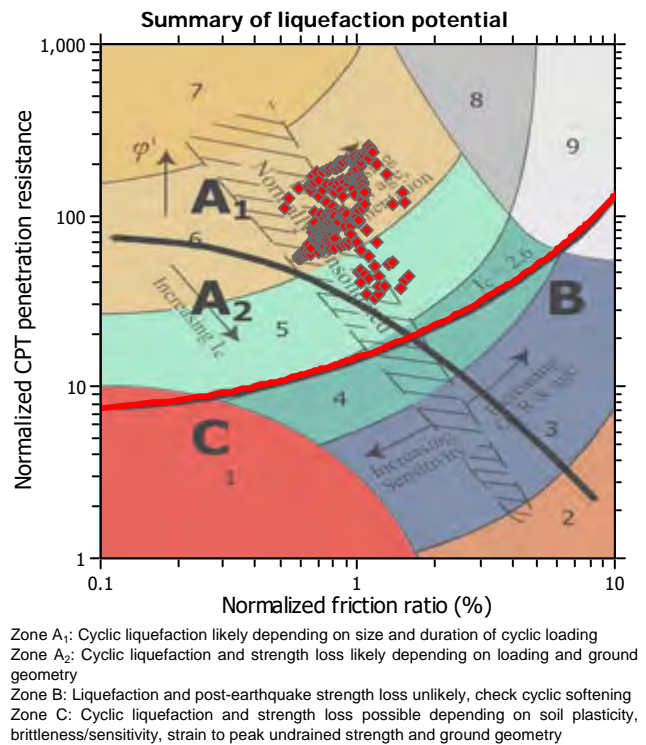 Summary of liquefaction potential
1,000
7
8
9
φ'
A1
Normally
100
6
A2
Increasing Ic
5
Ic 2.6
B
10
4
C
1
Increasing
Sensitivity
3
2
1
0.1
1
10
Normalized CPT penetration resistance
Normalized friction ratio (%)
Zone A1: Cyclic liquefaction likely depending on size and duration of cyclic loading
Zone A2: Cyclic liquefaction and strength loss likely depending on loading and ground
geometry
Zone B: Liquefaction and post-earthquake strength loss unlikely, check cyclic softening
Zone C: Cyclic liquefaction and strength loss possible depending on soil plasticity,
brittleness/sensitivity, strain to peak undrained strength and ground geometry